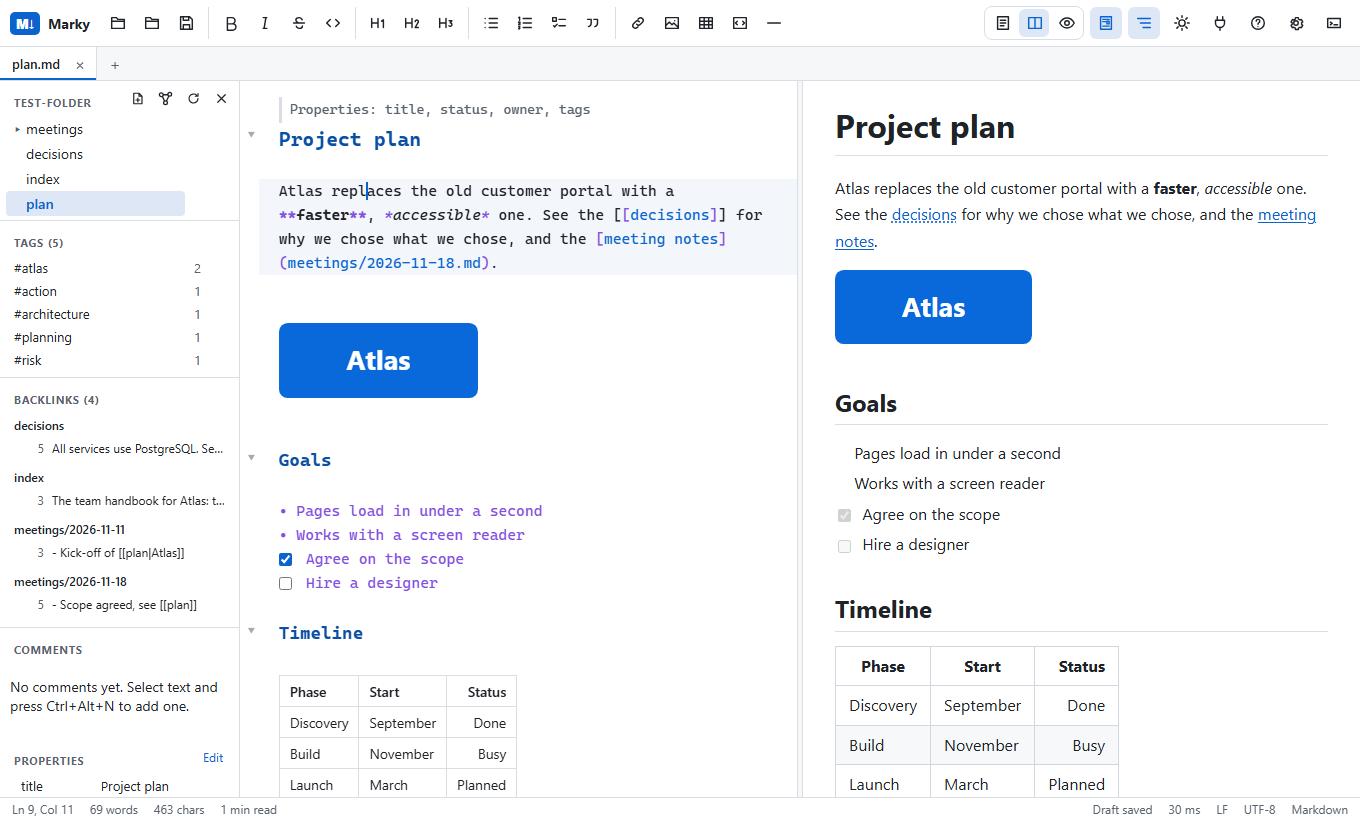 M↓ Marky B I S <> H1 H2 H3
plan.md × +
TEST-FOLDER
meetings
decisions
index
plan
TAGS (5)
#atlas 2
#action 1
#architecture 1
#planning 1
#risk 1
BACKLINKS (4)
decisions
5 All services use PostgreSQL. Se...
index
3 The team handbook for Atlas: t...
meetings/2026-11-11
3 - Kick-off of [[plan|Atlas]]
meetings/2026-11-18
5 - Scope agreed, see [[plan]]
COMMENTS
No comments yet. Select text and
press Ctrl+Alt+N to add one.
PROPERTIES Edit
title Project plan
Properties: title, status, owner, tags
Project plan
Atlas replaces the old customer portal with a
**faster**, *accessible* one. See the [[decisions]] for
why we chose what we chose, and the [meeting notes]
(meetings/2026-11-18.md).
Atlas
Goals
• Pages load in under a second
• Works with a screen reader
Agree on the scope
Hire a designer
Timeline
Phase Start Status
Discovery September Done
Build November Busy
Launch March Planned
Project plan
Atlas replaces the old customer portal with a faster, accessible one.
See the decisions for why we chose what we chose, and the meeting
notes.
Atlas
Goals
Pages load in under a second
Works with a screen reader
Agree on the scope
Hire a designer
Timeline
Phase Start Status
Discovery September Done
Build November Busy
Launch March Planned
Ln 9, Col 11 69 words 463 chars 1 min read Draft saved 30 ms LF UTF-8 Markdown